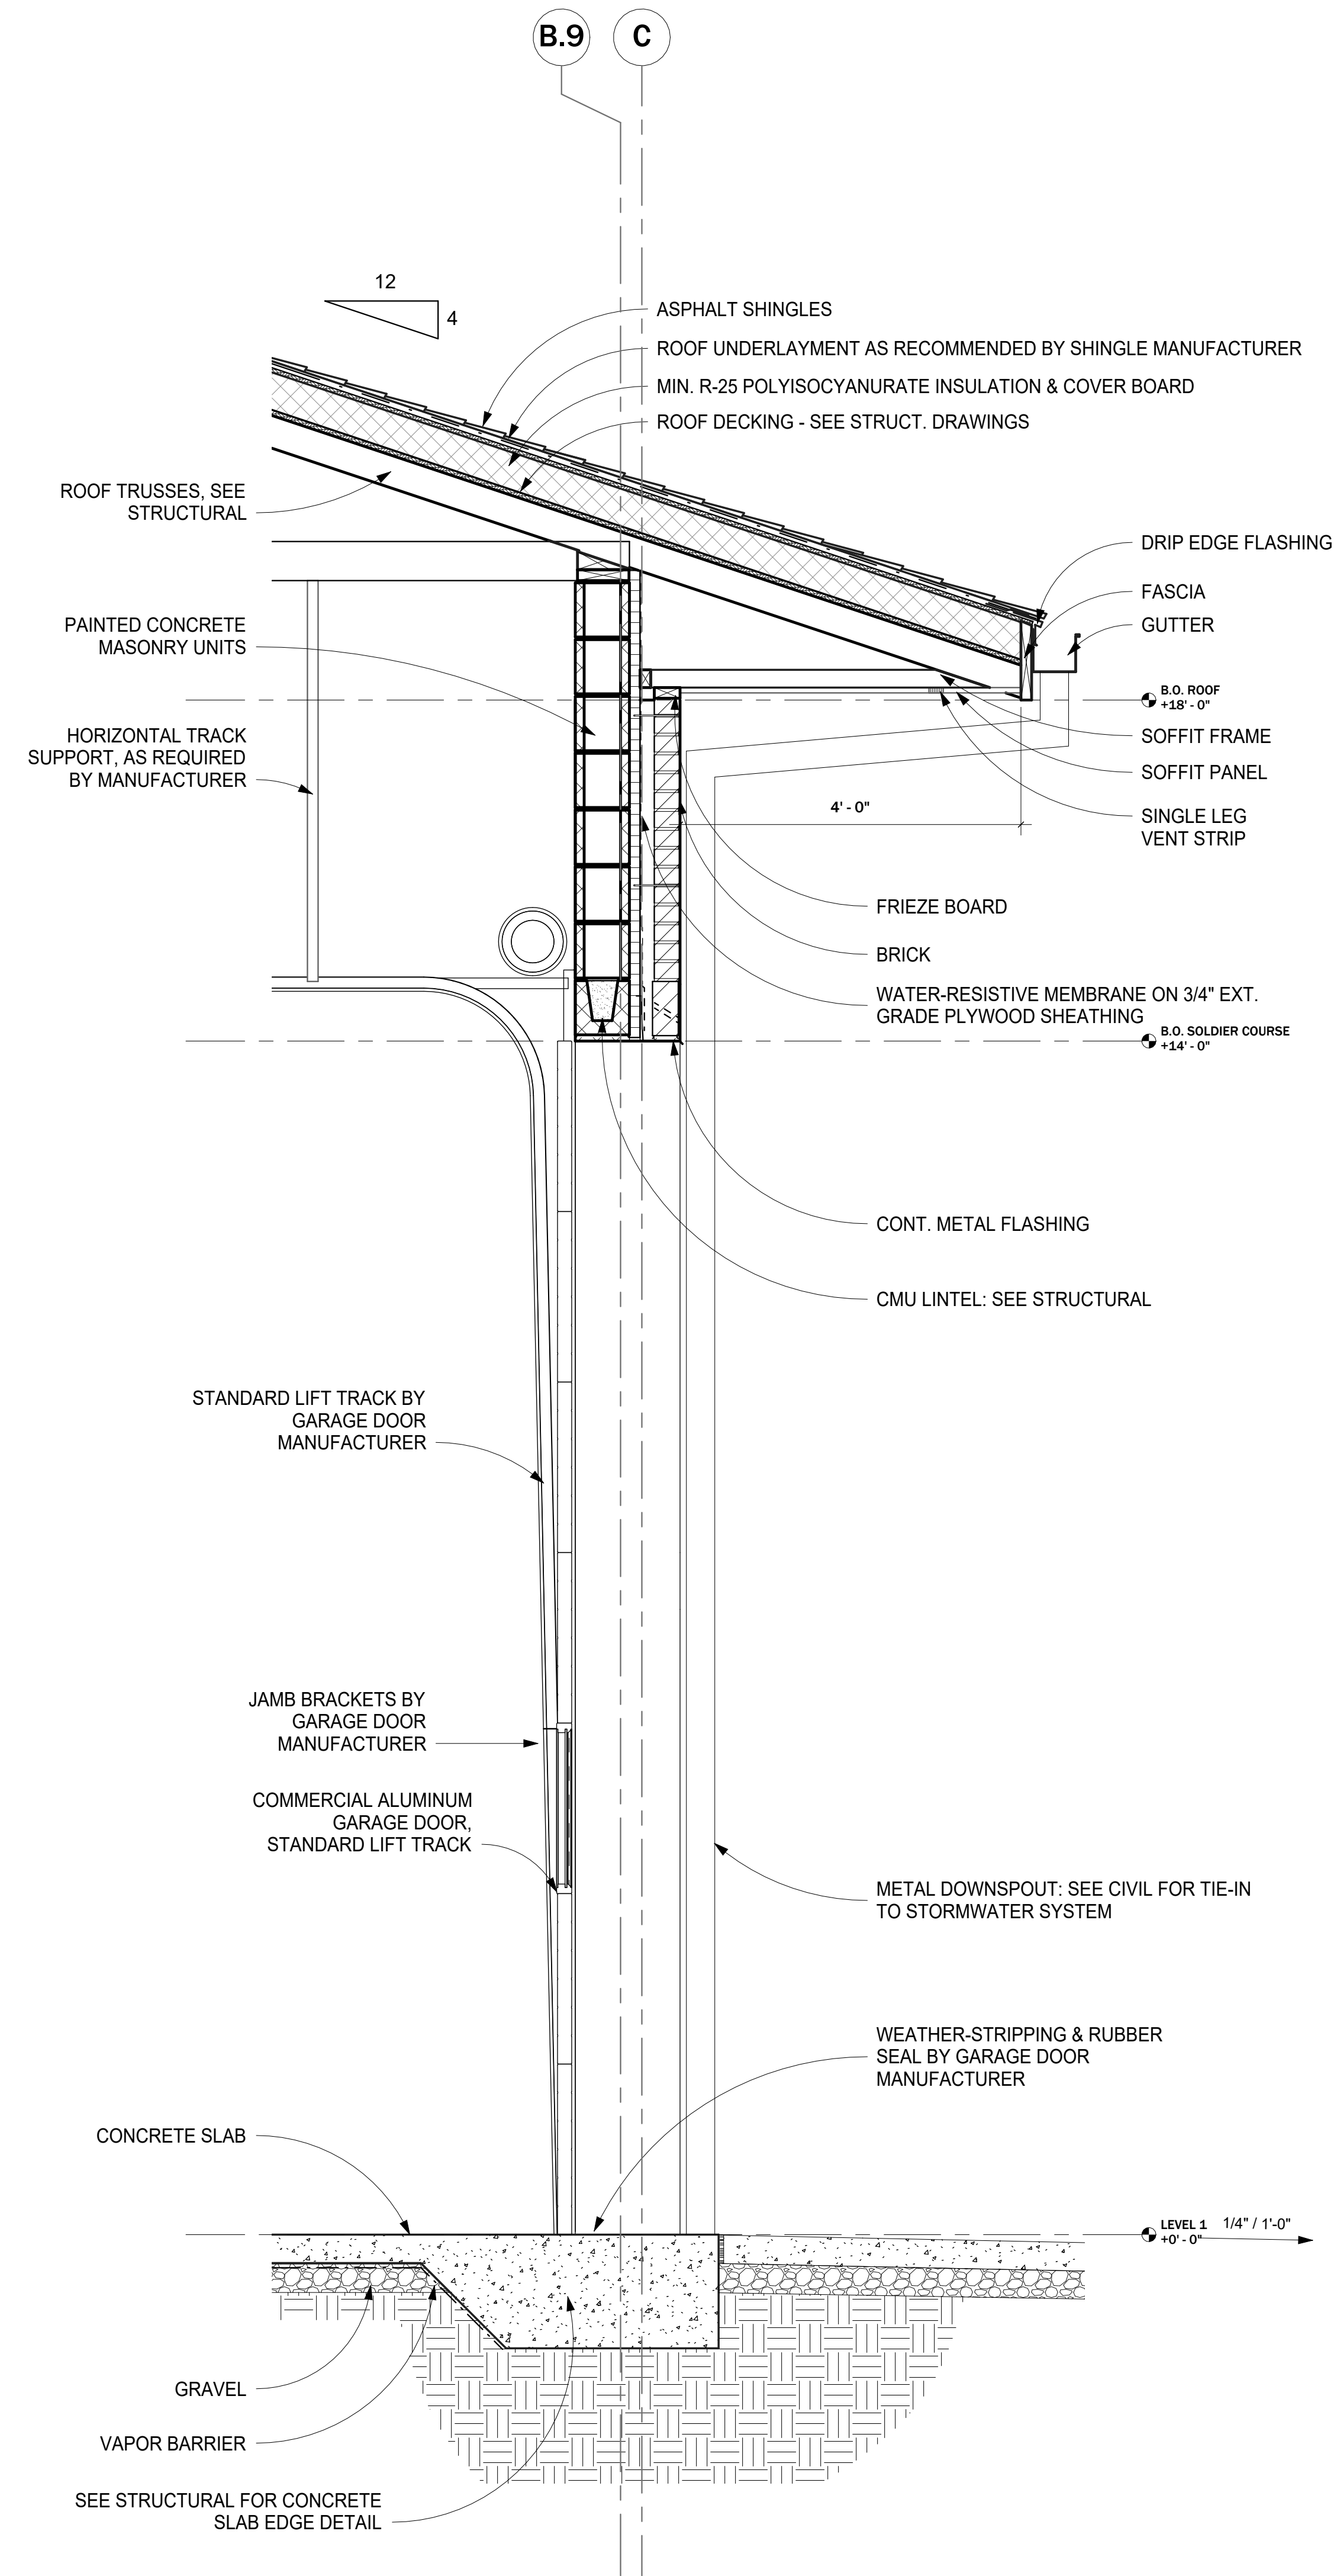 B.9
C
12
4
ASPHALT SHINGLES
ROOF UNDERLAYMENT AS RECOMMENDED BY SHINGLE MANUFACTURER
MIN. R-25 POLYISOCYANURATE INSULATION & COVER BOARD
ROOF DECKING - SEE STRUCT. DRAWINGS
ROOF TRUSSES, SEE
STRUCTURAL
DRIP EDGE FLASHING
FASCIA
GUTTER
PAINTED CONCRETE
MASONRY UNITS
B.O. ROOF
+18' - 0"
HORIZONTAL TRACK
SUPPORT, AS REQUIRED
BY MANUFACTURER
SOFFIT FRAME
SOFFIT PANEL
SINGLE LEG
VENT STRIP
4' - 0"
FRIEZE BOARD
BRICK
WATER-RESISTIVE MEMBRANE ON 3/4" EXT.
GRADE PLYWOOD SHEATHING
B.O. SOLDIER COURSE
+14' - 0"
CONT. METAL FLASHING
CMU LINTEL: SEE STRUCTURAL
STANDARD LIFT TRACK BY
GARAGE DOOR
MANUFACTURER
JAMB BRACKETS BY
GARAGE DOOR
MANUFACTURER
COMMERCIAL ALUMINUM
GARAGE DOOR,
STANDARD LIFT TRACK
METAL DOWNSPOUT: SEE CIVIL FOR TIE-IN
TO STORMWATER SYSTEM
WEATHER-STRIPPING & RUBBER
SEAL BY GARAGE DOOR
MANUFACTURER
CONCRETE SLAB
LEVEL 1
+0' - 0"
1/4" / 1'-0"
GRAVEL
VAPOR BARRIER
SEE STRUCTURAL FOR CONCRETE
SLAB EDGE DETAIL